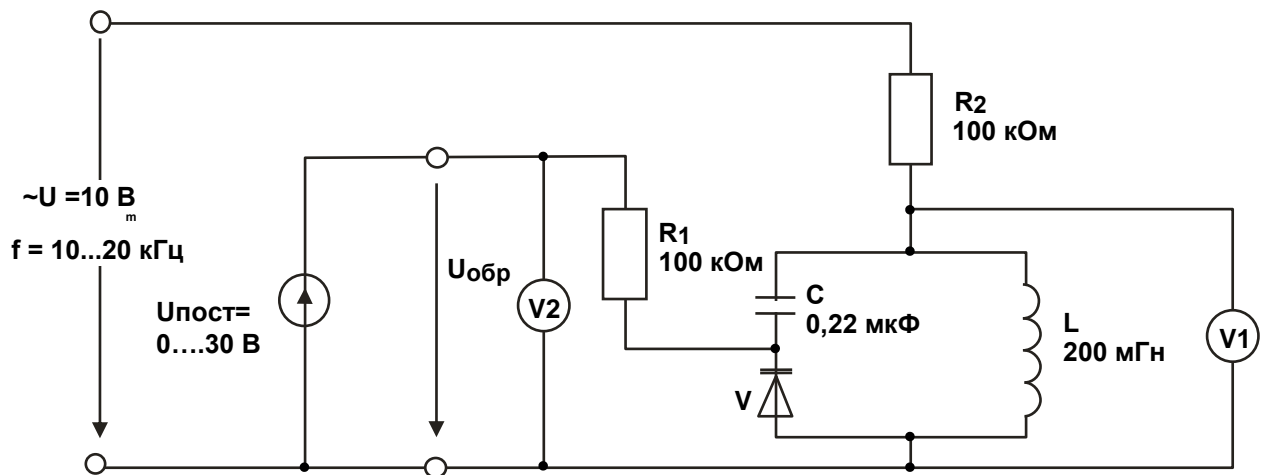 ~U =10 В
m
f = 10...20 кГц
Uпост=
0....30 В
Uобр
V2
R1
100 кОм
R2
100 кОм
C
0,22 мкФ
V
L
200 мГн
V1